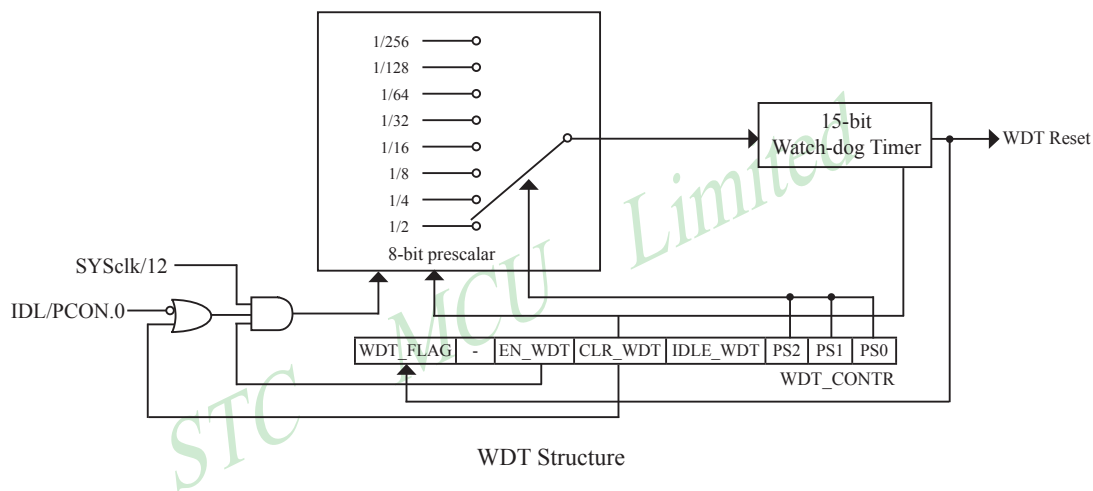 1/256
1/128
1/64
1/32
1/16
1/8
1/4
1/2
8-bit prescalar
15-bit
Watch-dog Timer
WDT Reset
SYSclk/12
IDL/PCON.0
WDT_FLAG - EN_WDT CLR_WDT IDLE_WDT PS2 PS1 PS0
WDT_CONTR
STC MCU Limited
WDT Structure